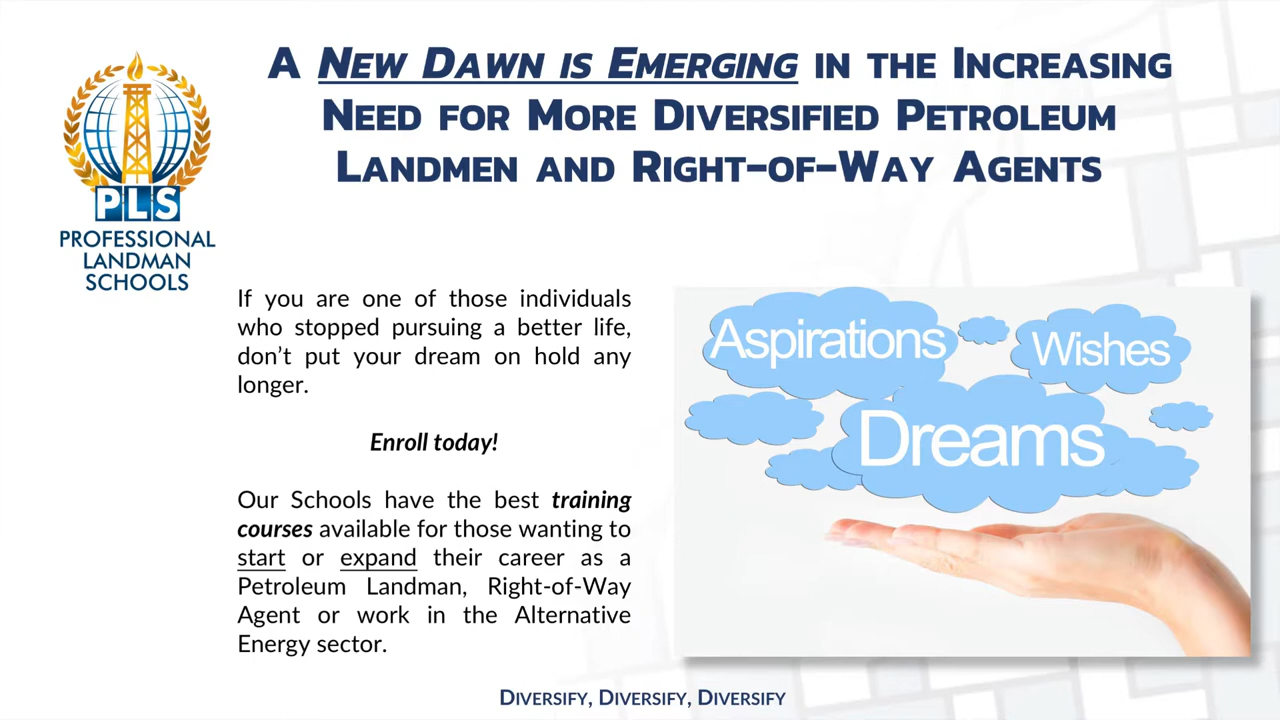 A New Dawn is Emerging in the Increasing
Need for More Diversified Petroleum
Landmen and Right-of-Way Agents
PLS
PROFESSIONAL
LANDMAN
SCHOOLS
If you are one of those individuals
who stopped pursuing a better life,
don't put your dream on hold any
longer.
Enroll today!
Our Schools have the best training
courses available for those wanting to
start or expand their career as a
Petroleum Landman, Right-of-Way
Agent or work in the Alternative
Energy sector.
Aspirations
Wishes
Dreams
Diversify, Diversify, Diversify